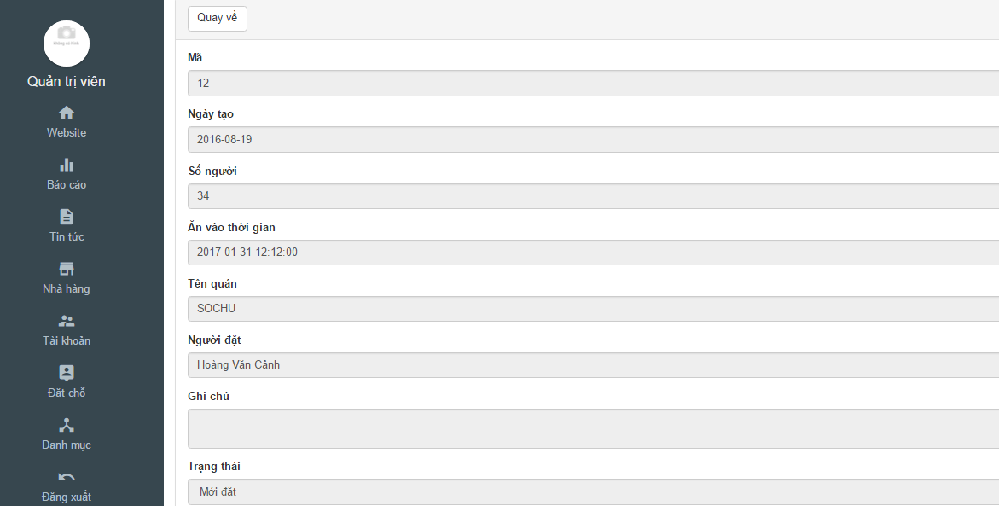 Quay về
không có hình
Quản trị viên
Website
Báo cáo
Tin tức
Nhà hàng
Tài khoản
Đặt chỗ
Danh mục
Đăng xuất
Mã
12
Ngày tạo
2016-08-19
Số người
34
Ăn vào thời gian
2017-01-31 12:12:00
Tên quán
SOCHU
Người đặt
Hoàng Văn Cảnh
Ghi chú
Trạng thái
Mới đặt